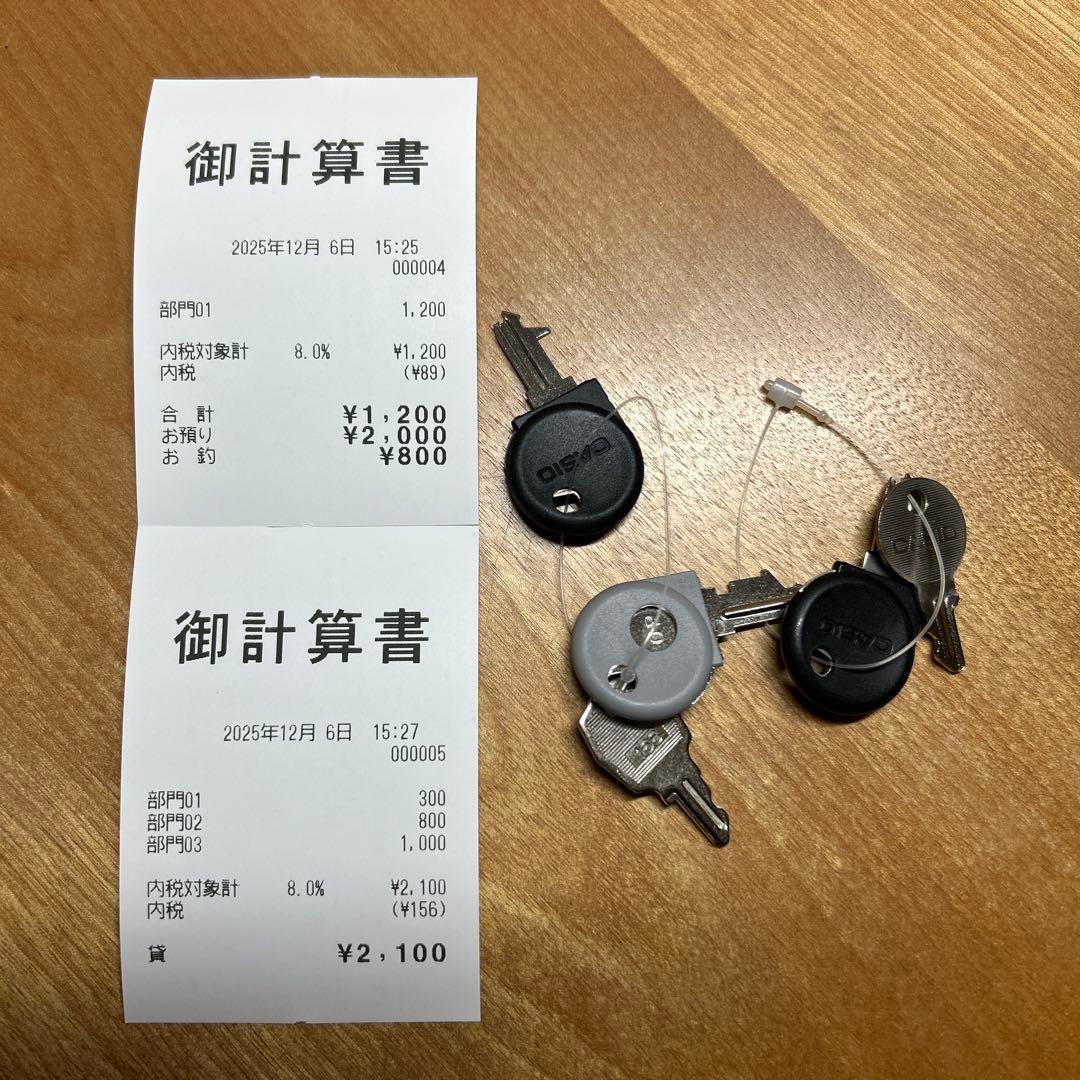 御計算書
2025年12月 6日 15:25
000004
部門01 1,200
内税対象計 8.0% ¥1,200
内税 (¥89)
合 計 ¥1,200
お預り ¥2,000
お 釣 ¥800
御計算書
2025年12月 6日 15:27
000005
部門01 300
部門02 800
部門03 1,000
内税対象計 8.0% ¥2,100
内税 (¥156)
貸 ¥2,100
CASIO
CASIO
CASIO